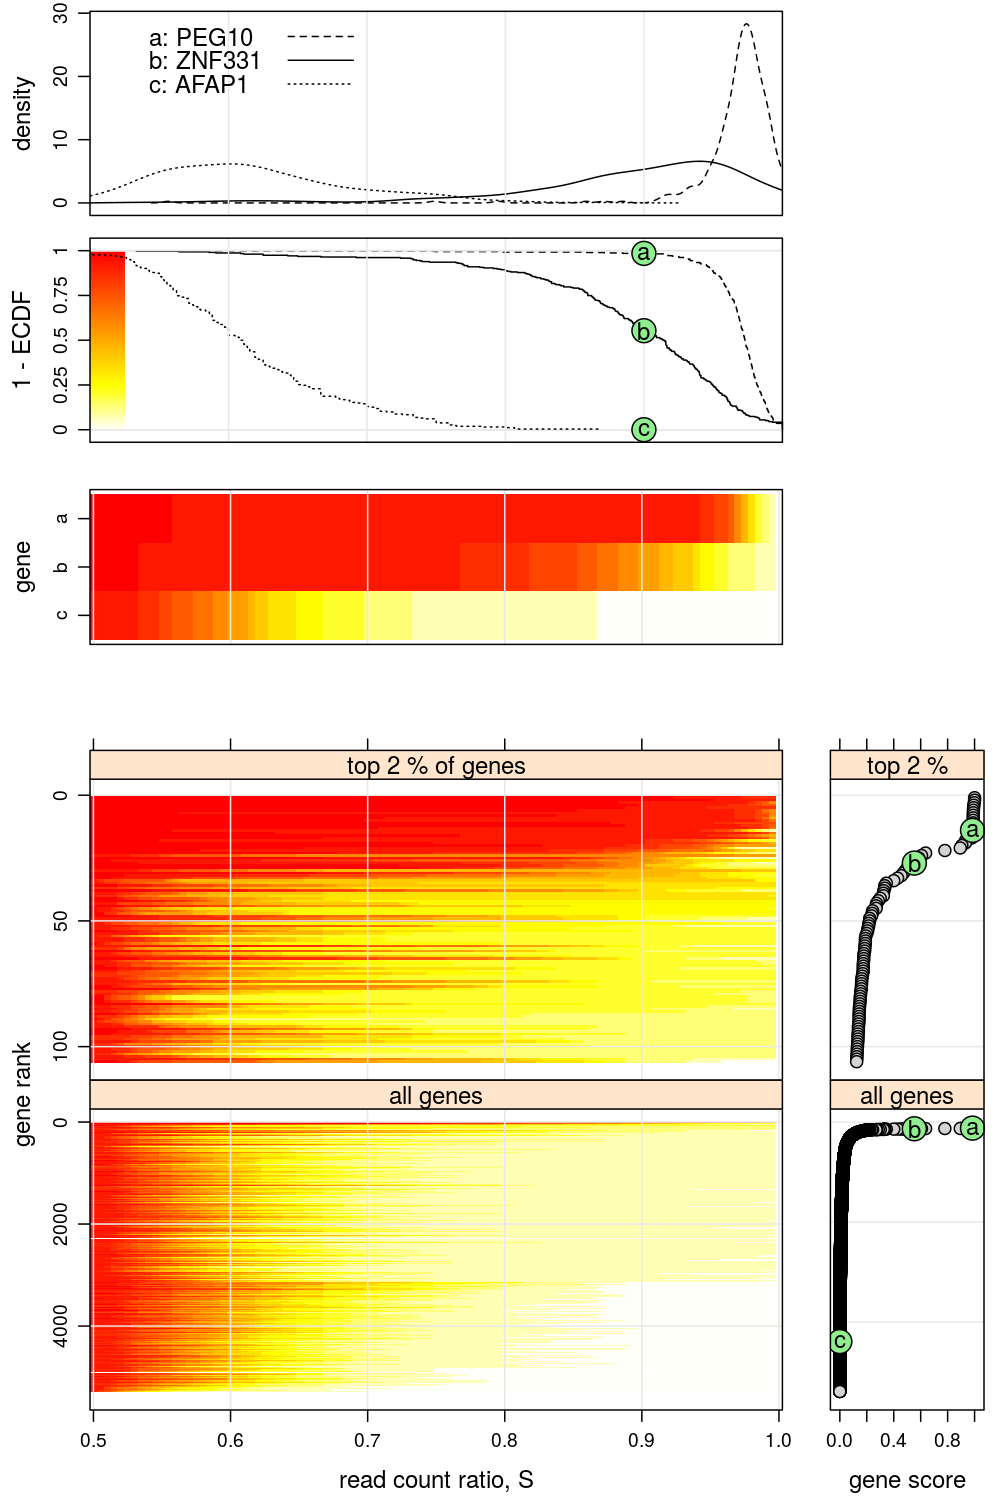 30
20
10
0
density
a: PEG10
b: ZNF331
c: AFAP1
1
0.75
0.5
0.25
0
1 - ECDF
a
b
c
gene
a
b
c
top 2 % of genes
top 2 %
0
50
100
a
b
gene rank
all genes
all genes
0
2000
4000
b
a
c
0.5
0.6
0.7
0.8
0.9
1.0
0.0
0.4
0.8
read count ratio, S
gene score